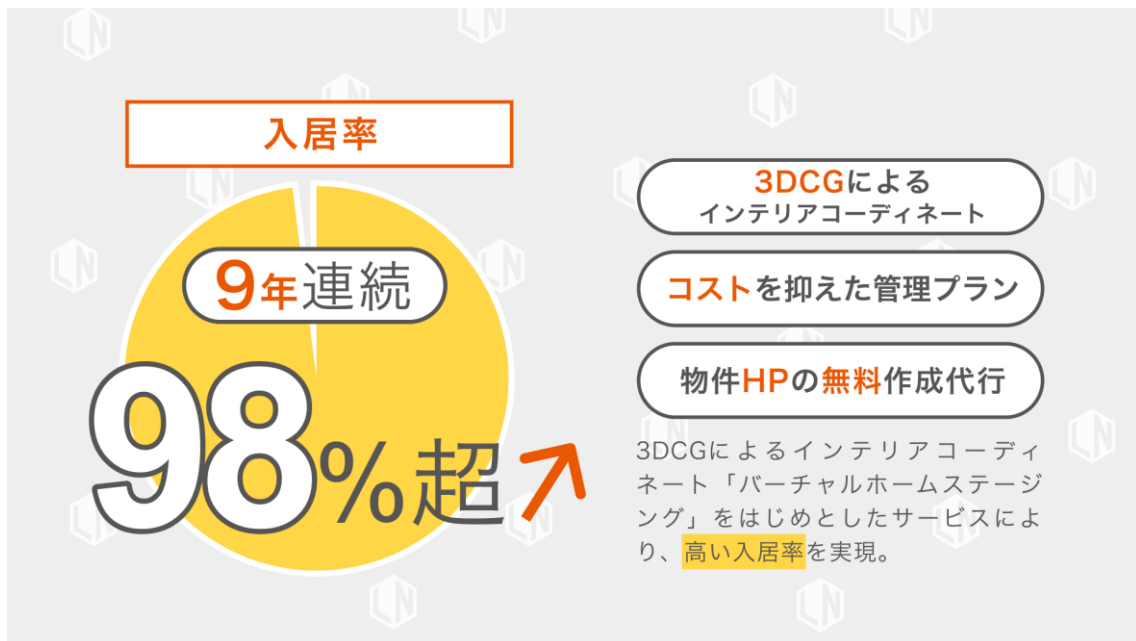 入居率
9年連続
98%超
3DCGによる
インテリアコーディネート
コストを抑えた管理プラン
物件HPの無料作成代行
3DCGによるインテリアコーディ
ネート「バーチャルホームステージ
ング」をはじめとしたサービスによ
り、高い入居率を実現。